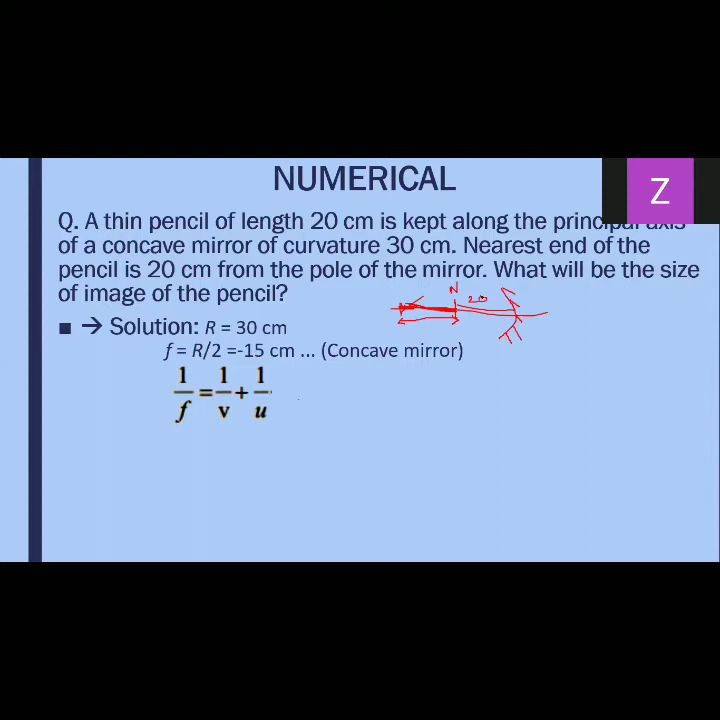 NUMERICAL
Z
Q. A thin pencil of length 20 cm is kept along the principal axis
of a concave mirror of curvature 30 cm. Nearest end of the
pencil is 20 cm from the pole of the mirror. What will be the size
of image of the pencil?
N
20
■ → Solution: R = 30 cm
f = R/2 =-15 cm ... (Concave mirror)
1/f = 1/v + 1/u